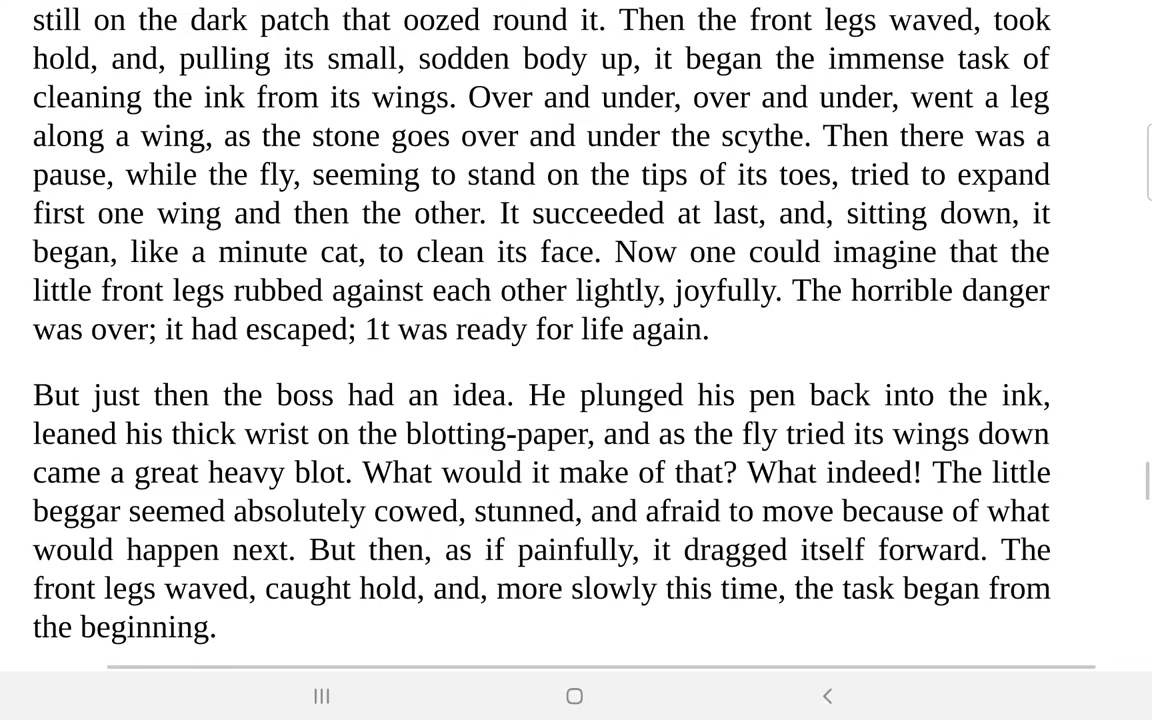 still on the dark patch that oozed round it. Then the front legs waved, took
hold, and, pulling its small, sodden body up, it began the immense task of
cleaning the ink from its wings. Over and under, over and under, went a leg
along a wing, as the stone goes over and under the scythe. Then there was a
pause, while the fly, seeming to stand on the tips of its toes, tried to expand
first one wing and then the other. It succeeded at last, and, sitting down, it
began, like a minute cat, to clean its face. Now one could imagine that the
little front legs rubbed against each other lightly, joyfully. The horrible danger
was over; it had escaped; 1t was ready for life again.
But just then the boss had an idea. He plunged his pen back into the ink,
leaned his thick wrist on the blotting-paper, and as the fly tried its wings down
came a great heavy blot. What would it make of that? What indeed! The little
beggar seemed absolutely cowed, stunned, and afraid to move because of what
would happen next. But then, as if painfully, it dragged itself forward. The
front legs waved, caught hold, and, more slowly this time, the task began from
the beginning.